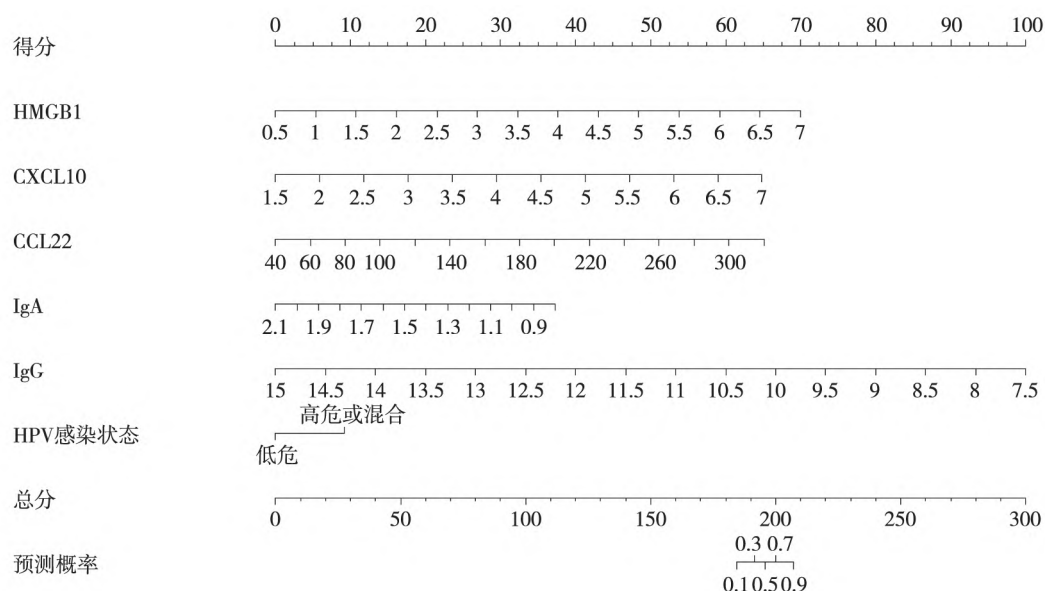 0 10 20 30 40 50 60 70 80 90 100
得分
HMGB1
0.5 1 1.5 2 2.5 3 3.5 4 4.5 5 5.5 6 6.5 7
CXCL10
1.5 2 2.5 3 3.5 4 4.5 5 5.5 6 6.5 7
CCL22
40 60 80 100 140 180 220 260 300
IgA
2.1 1.9 1.7 1.5 1.3 1.1 0.9
IgG
15 14.5 14 13.5 13 12.5 12 11.5 11 10.5 10 9.5 9 8.5 8 7.5
高危或混合
HPV感染状态
低危
总分
0 50 100 150 200 250 300
0.3 0.7
预测概率
0.1 0.5 0.9